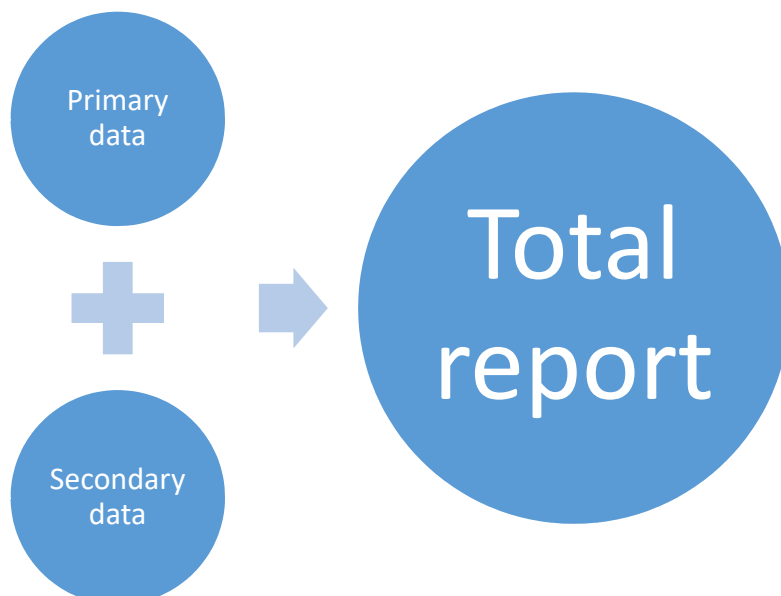 Primary
data
Secondary
data
Total
report